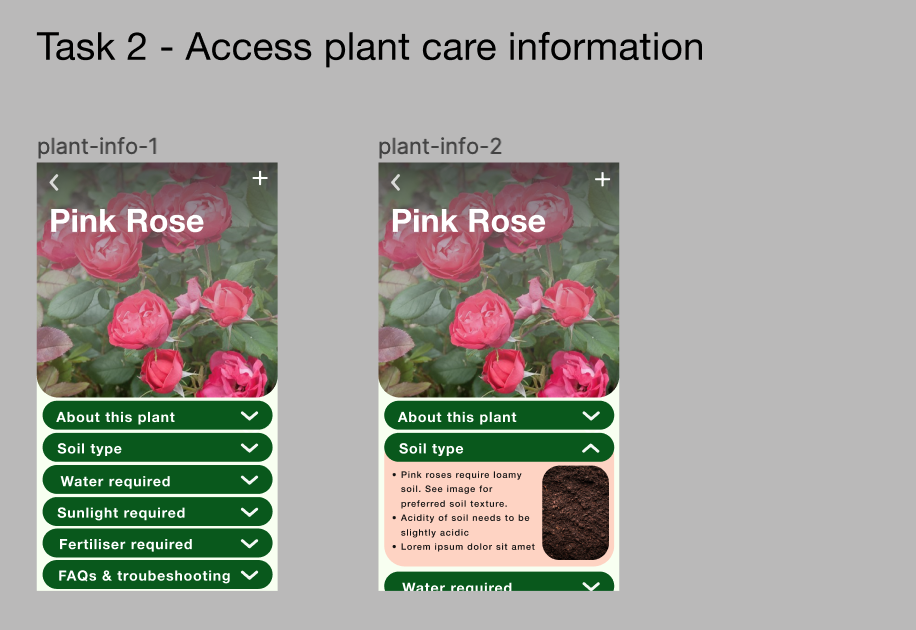 Task 2 - Access plant care information
plant-info-1
Pink Rose
About this plant
Soil type
Water required
Sunlight required
Fertiliser required
FAQs & troubeshooting
plant-info-2
Pink Rose
About this plant
Soil type
• Pink roses require loamy
soil. See image for
preferred soil texture.
• Acidity of soil needs to be
slightly acidic
• Lorem ipsum dolor sit amet
Water required